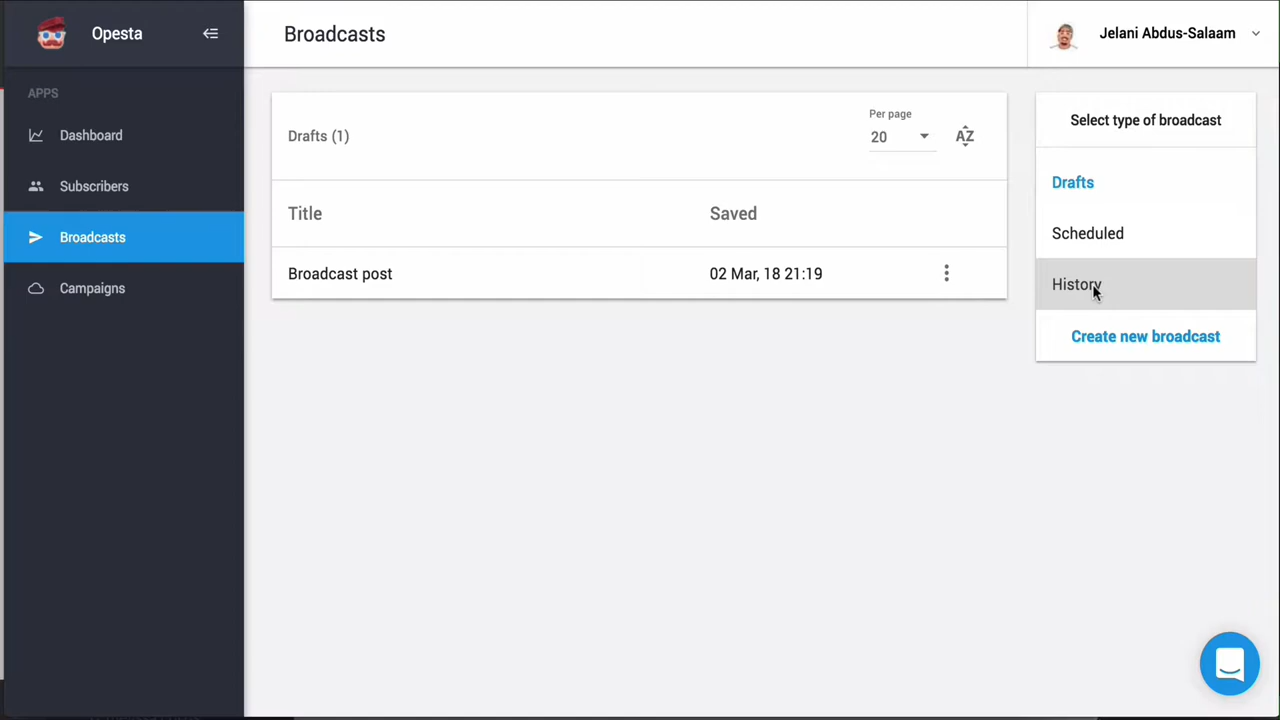 Opesta
Broadcasts
Jelani Abdus-Salaam
APPS
Dashboard
Subscribers
Broadcasts
Campaigns
Drafts (1)
Per page
20
AZ
Title
Saved
Broadcast post
02 Mar, 18 21:19
Select type of broadcast
Drafts
Scheduled
History
Create new broadcast